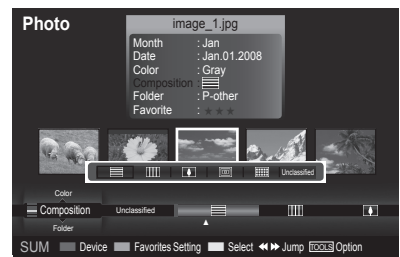 Photo
image_1.jpg
Month : Jan
Date : Jan.01.2008
Color : Gray
Composition :
Folder : P-other
Favorite : ★★★
Unclassified
Color
Composition Unclassified
Folder
SUM Device Favorites Setting Select ◄◄ ►► Jump TOOLS Option